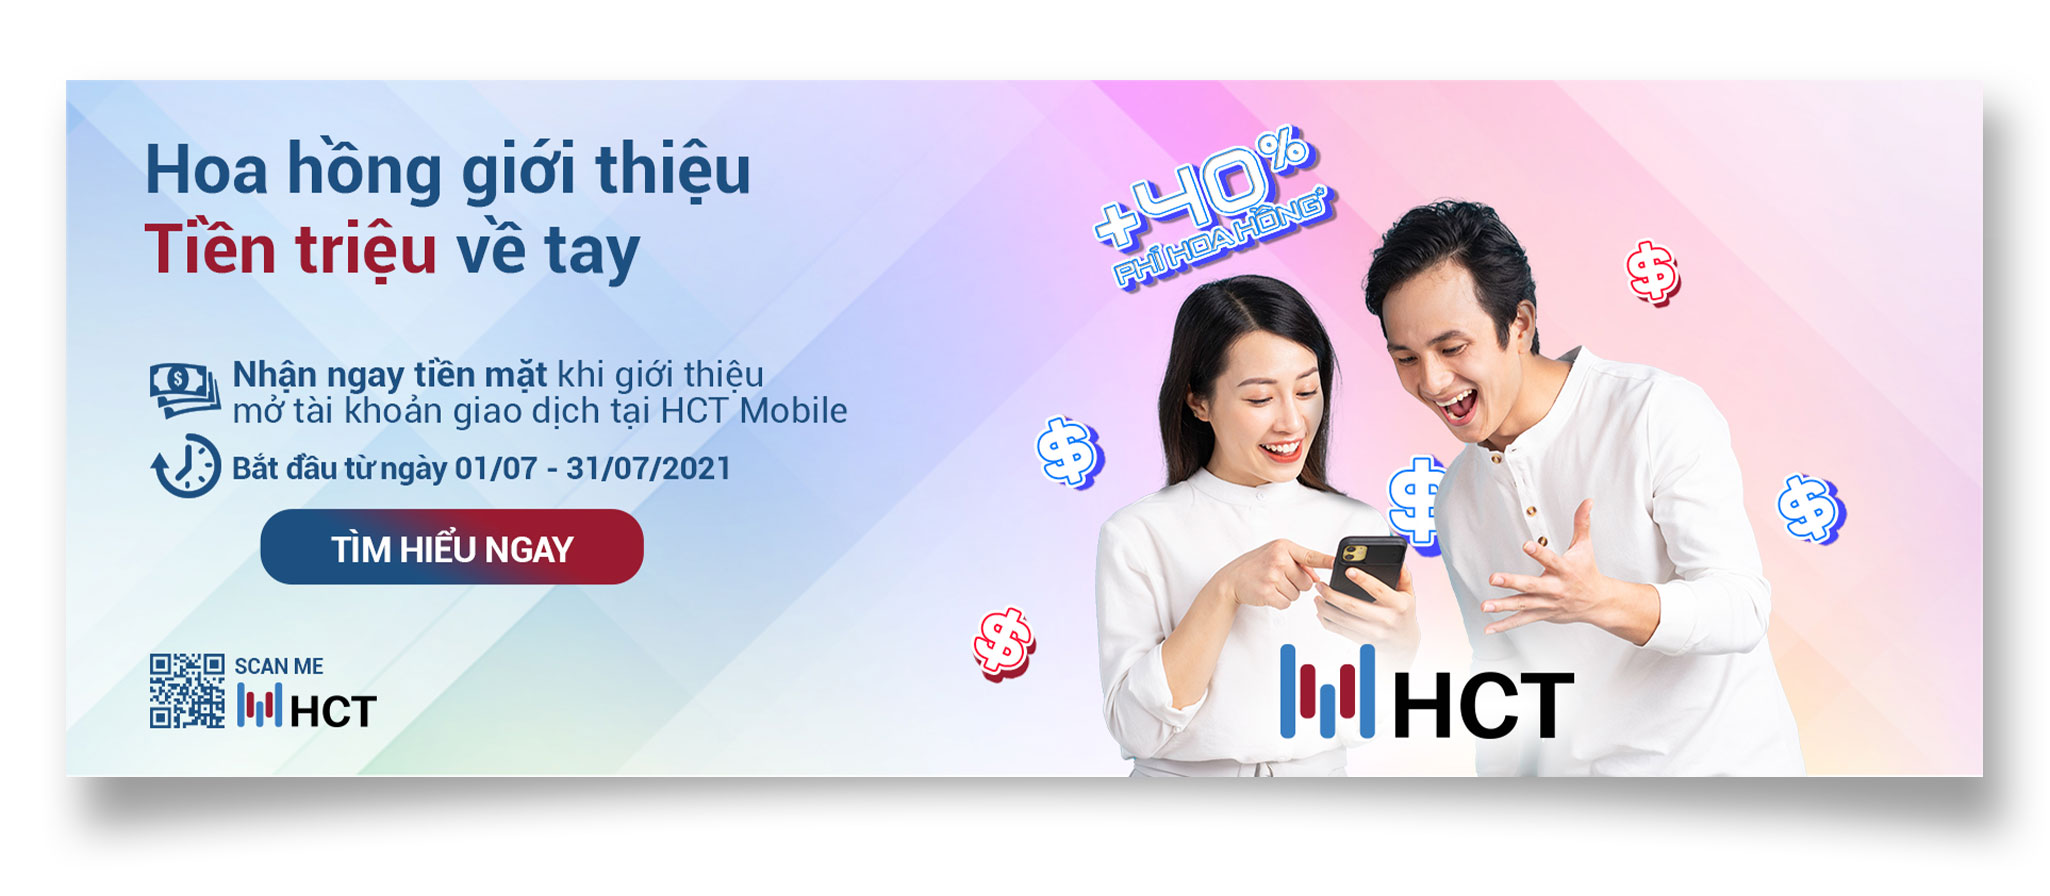 Hoa hồng giới thiệu
Tiền triệu về tay
+40%
PHÍ HOA HỒNG*
Nhận ngay tiền mặt khi giới thiệu
mở tài khoản giao dịch tại HCT Mobile
Bắt đầu từ ngày 01/07 - 31/07/2021
TÌM HIỂU NGAY
SCAN ME
HCT
HCT